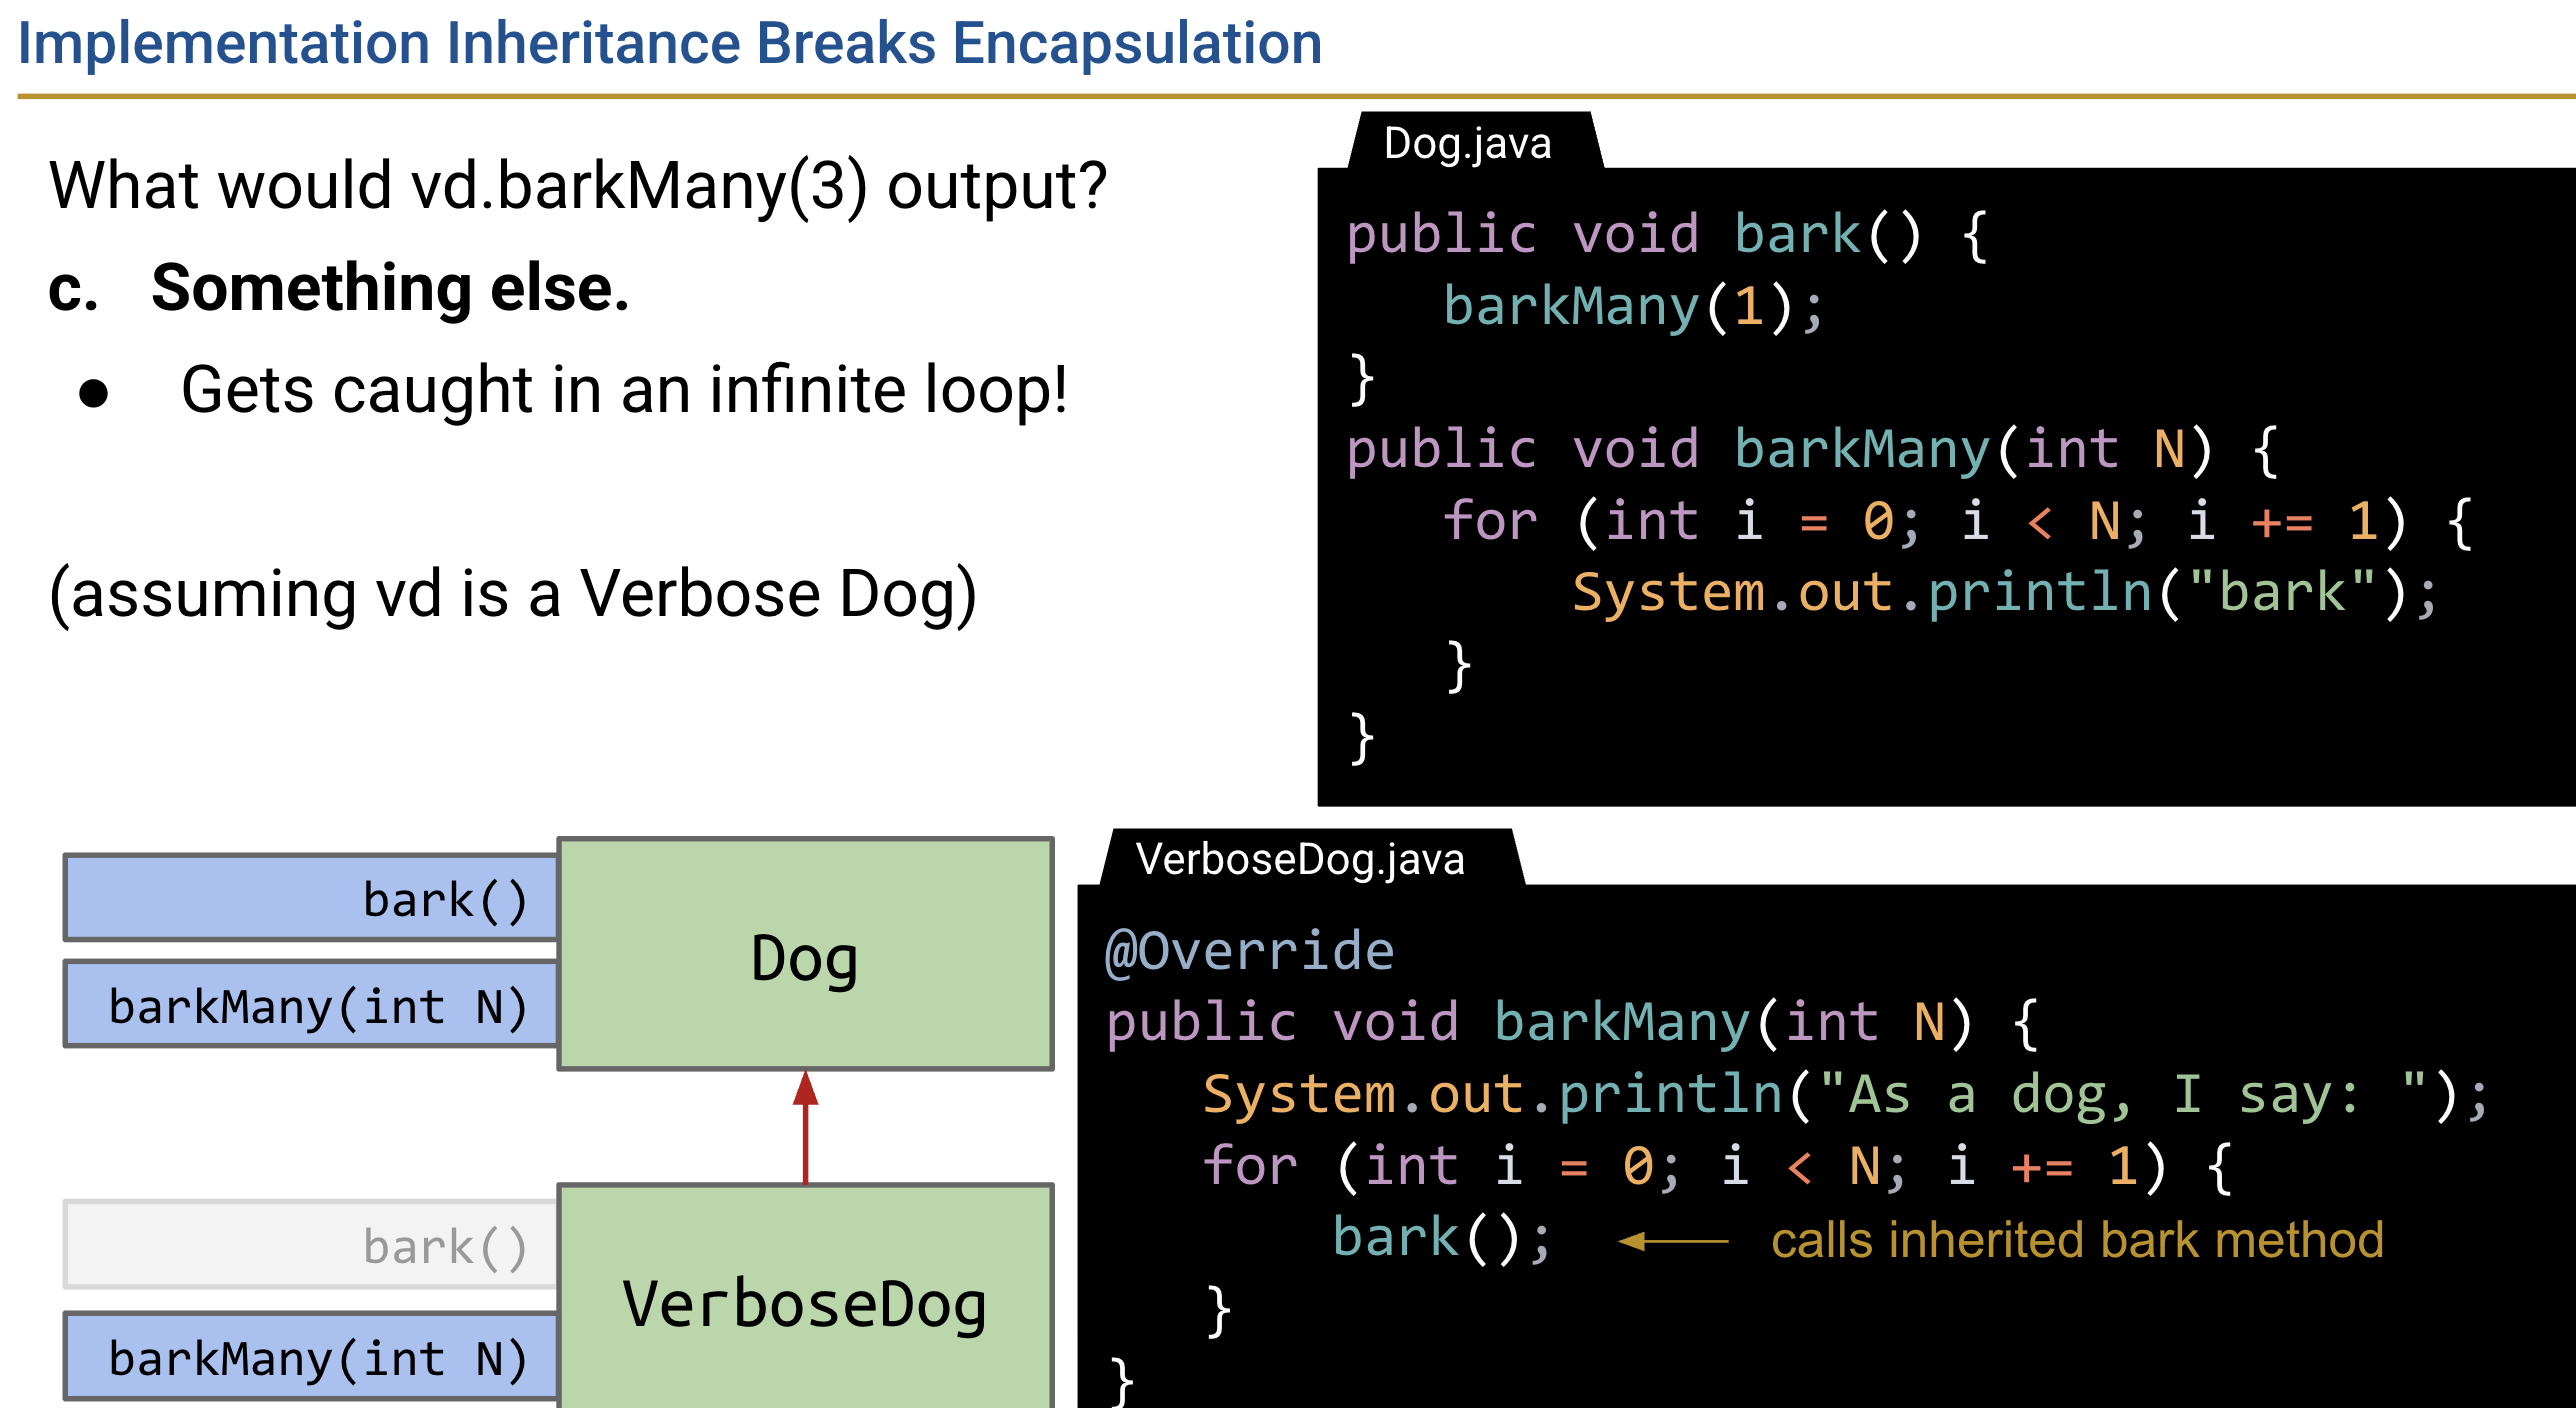 Implementation Inheritance Breaks Encapsulation
What would vd.barkMany(3) output?
c. Something else.
● Gets caught in an infinite loop!
(assuming vd is a Verbose Dog)
Dog.java
public void bark() {
barkMany(1);
}
public void barkMany(int N) {
for (int i = 0; i < N; i += 1) {
System.out.println("bark");
}
}
bark()
barkMany(int N)
Dog
bark()
barkMany(int N)
VerboseDog
VerboseDog.java
@Override
public void barkMany(int N) {
System.out.println("As a dog, I say: ");
for (int i = 0; i < N; i += 1) {
bark(); calls inherited bark method
}
}